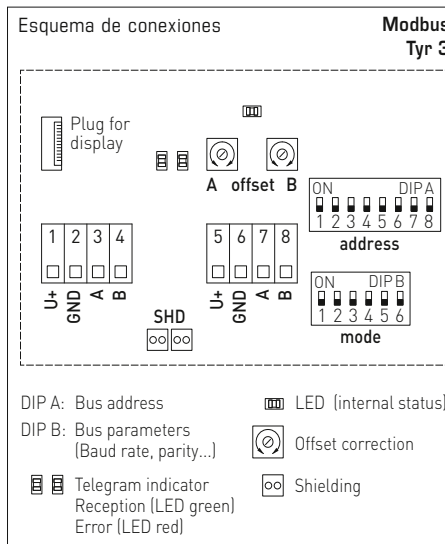 Esquema de conexiones
Modbus
Tyr 3
Plug for
display
A offset B
ON DIP A
1 2 3 4 5 6 7 8
address
1 2 3 4
U+ GND A B
5 6 7 8
U+ GND A B
SHD
ON DIP B
1 2 3 4 5 6
mode
DIP A: Bus address
DIP B: Bus parameters
(Baud rate, parity...)
Telegram indicator
Reception (LED green)
Error (LED red)
LED (internal status)
Offset correction
Shielding